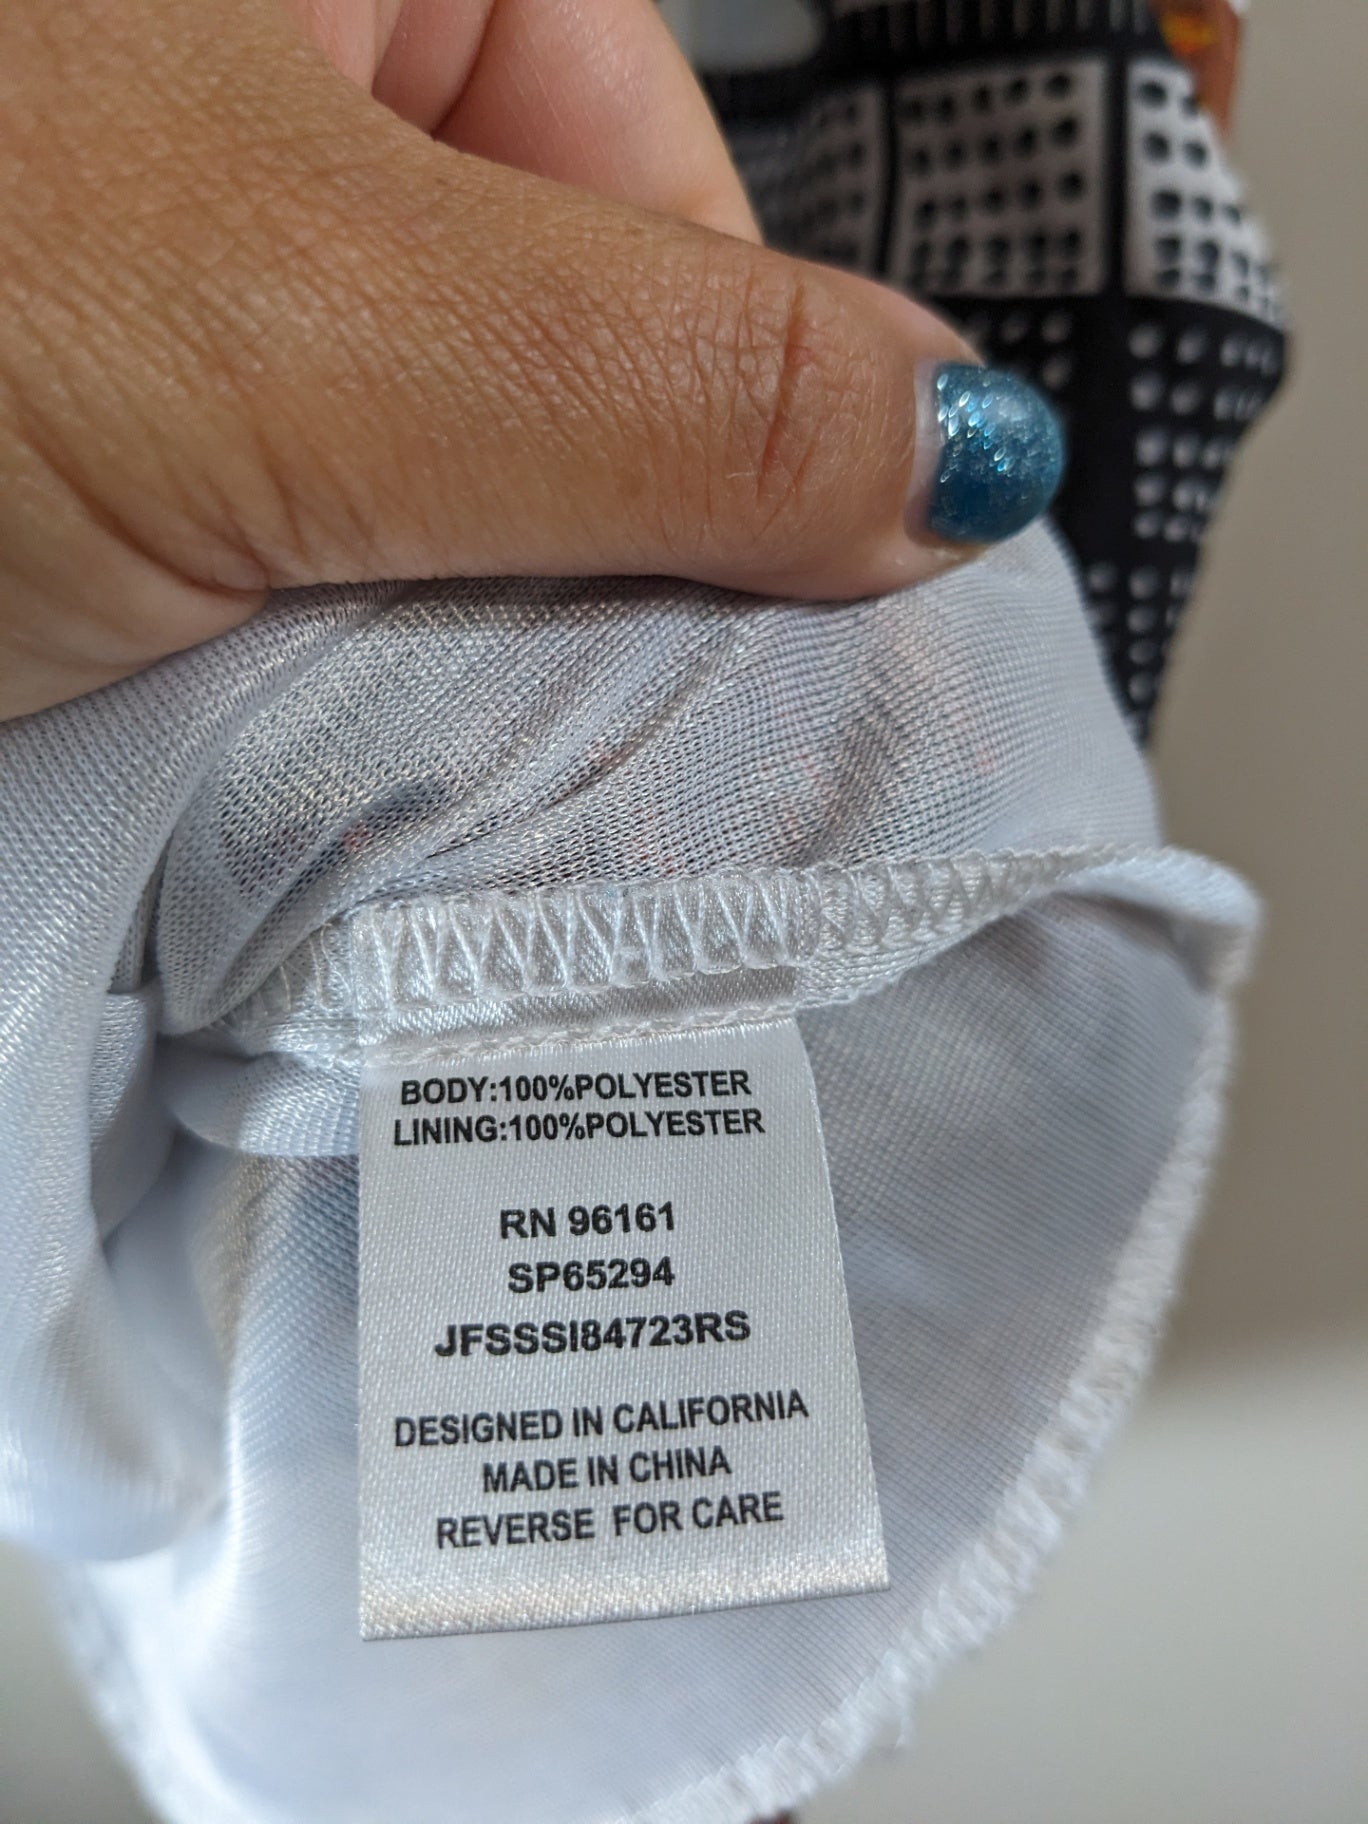 BODY:100%POLYESTER
LINING:100%POLYESTER
RN 96161
SP65294
JFSSSI84723RS
DESIGNED IN CALIFORNIA
MADE IN CHINA
REVERSE FOR CARE